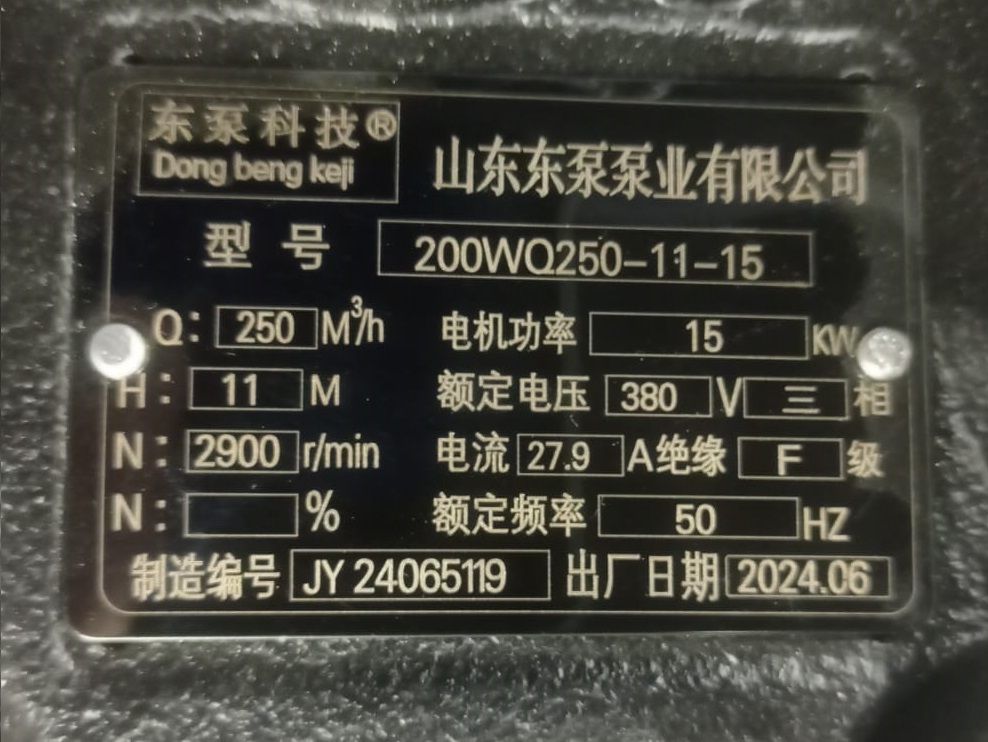 东泵科技®
Dong beng keji
山东东泵泵业有限公司
型号 200WQ250-11-15
Q: 250 M³/h 电机功率 15 KW
H: 11 M 额定电压 380 V 三 相
N: 2900 r/min 电流 27.9 A 绝缘 F 级
N: % 额定频率 50 HZ
制造编号 JY 24065119 出厂日期 2024.06